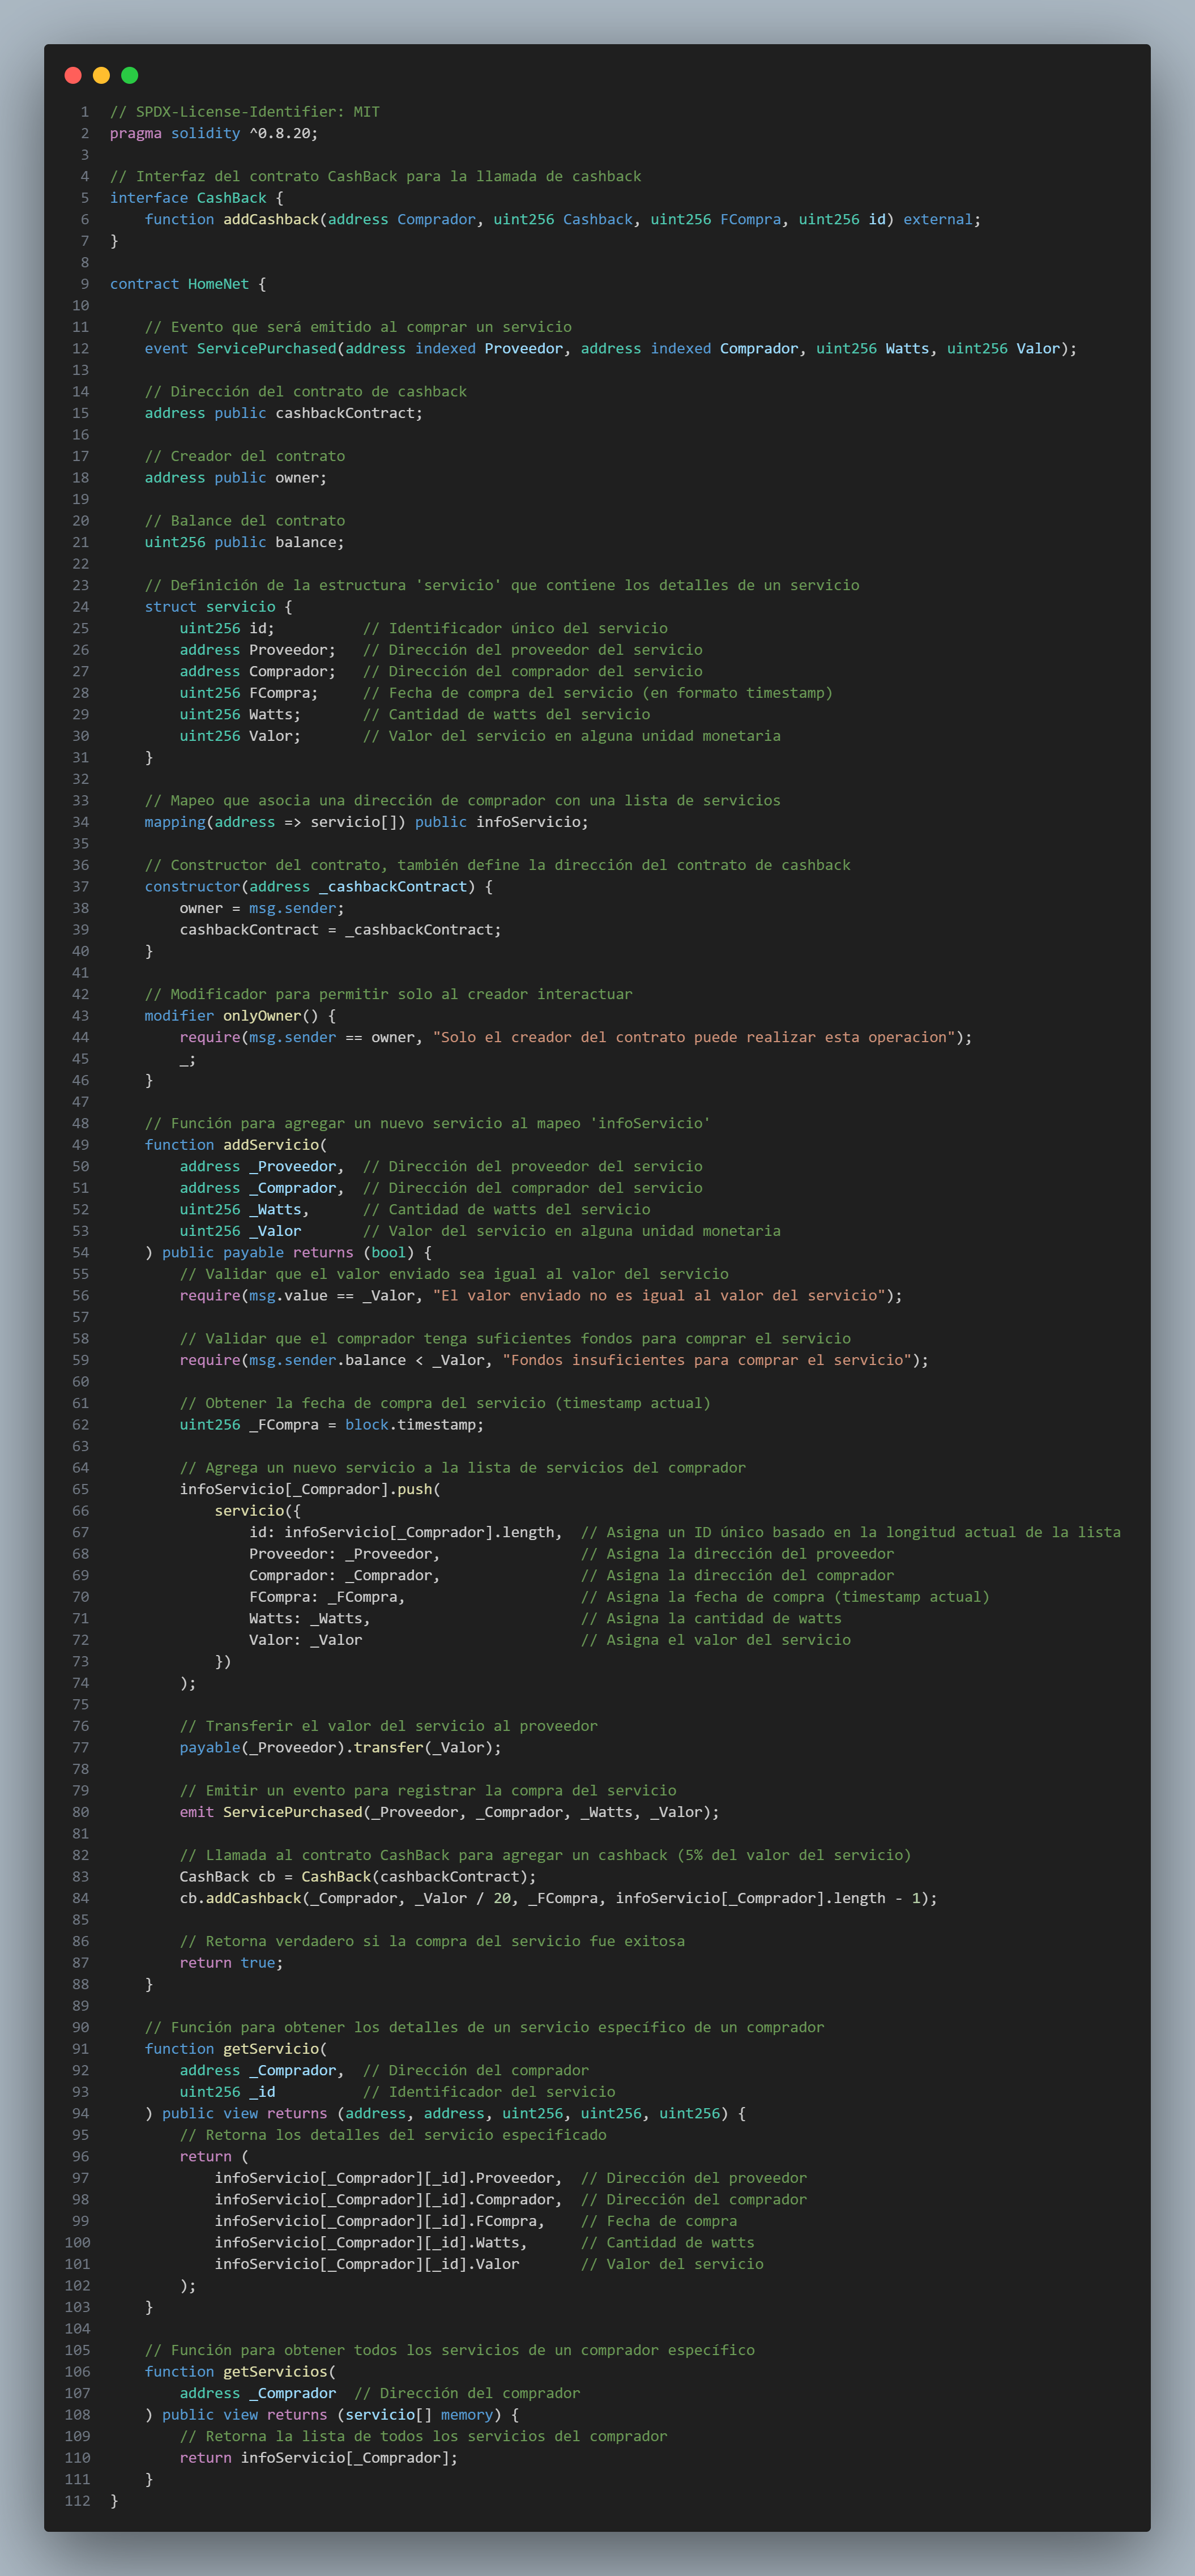 1 // SPDX-License-Identifier: MIT
2 pragma solidity ^0.8.20;
3
4 // Interfaz del contrato CashBack para la llamada de cashback
5 interface CashBack {
6     function addCashback(address Comprador, uint256 Cashback, uint256 FCompra, uint256 id) external;
7 }
8
9 contract HomeNet {
10
11     // Evento que será emitido al comprar un servicio
12     event ServicePurchased(address indexed Proveedor, address indexed Comprador, uint256 Watts, uint256 Valor);
13
14     // Dirección del contrato de cashback
15     address public cashbackContract;
16
17     // Creador del contrato
18     address public owner;
19
20     // Balance del contrato
21     uint256 public balance;
22
23     // Definición de la estructura 'servicio' que contiene los detalles de un servicio
24     struct servicio {
25         uint256 id;          // Identificador único del servicio
26         address Proveedor;   // Dirección del proveedor del servicio
27         address Comprador;   // Dirección del comprador del servicio
28         uint256 FCompra;     // Fecha de compra del servicio (en formato timestamp)
29         uint256 Watts;       // Cantidad de watts del servicio
30         uint256 Valor;       // Valor del servicio en alguna unidad monetaria
31     }
32
33     // Mapeo que asocia una dirección de comprador con una lista de servicios
34     mapping(address => servicio[]) public infoServicio;
35
36     // Constructor del contrato, también define la dirección del contrato de cashback
37     constructor(address _cashbackContract) {
38         owner = msg.sender;
39         cashbackContract = _cashbackContract;
40     }
41
42     // Modificador para permitir solo al creador interactuar
43     modifier onlyOwner() {
44         require(msg.sender == owner, "Solo el creador del contrato puede realizar esta operacion");
45         _;
46     }
47
48     // Función para agregar un nuevo servicio al mapeo 'infoServicio'
49     function addServicio(
50         address _Proveedor,  // Dirección del proveedor del servicio
51         address _Comprador,  // Dirección del comprador del servicio
52         uint256 _Watts,      // Cantidad de watts del servicio
53         uint256 _Valor       // Valor del servicio en alguna unidad monetaria
54     ) public payable returns (bool) {
55         // Validar que el valor enviado sea igual al valor del servicio
56         require(msg.value == _Valor, "El valor enviado no es igual al valor del servicio");
57
58         // Validar que el comprador tenga suficientes fondos para comprar el servicio
59         require(msg.sender.balance < _Valor, "Fondos insuficientes para comprar el servicio");
60
61         // Obtener la fecha de compra del servicio (timestamp actual)
62         uint256 _FCompra = block.timestamp;
63
64         // Agrega un nuevo servicio a la lista de servicios del comprador
65         infoServicio[_Comprador].push(
66             servicio({
67                 id: infoServicio[_Comprador].length,  // Asigna un ID único basado en la longitud actual de la lista
68                 Proveedor: _Proveedor,                // Asigna la dirección del proveedor
69                 Comprador: _Comprador,                // Asigna la dirección del comprador
70                 FCompra: _FCompra,                    // Asigna la fecha de compra (timestamp actual)
71                 Watts: _Watts,                        // Asigna la cantidad de watts
72                 Valor: _Valor                         // Asigna el valor del servicio
73             })
74         );
75
76         // Transferir el valor del servicio al proveedor
77         payable(_Proveedor).transfer(_Valor);
78
79         // Emitir un evento para registrar la compra del servicio
80         emit ServicePurchased(_Proveedor, _Comprador, _Watts, _Valor);
81
82         // Llamada al contrato CashBack para agregar un cashback (5% del valor del servicio)
83         CashBack cb = CashBack(cashbackContract);
84         cb.addCashback(_Comprador, _Valor / 20, _FCompra, infoServicio[_Comprador].length - 1);
85
86         // Retorna verdadero si la compra del servicio fue exitosa
87         return true;
88     }
89
90     // Función para obtener los detalles de un servicio específico de un comprador
91     function getServicio(
92         address _Comprador,  // Dirección del comprador
93         uint256 _id          // Identificador del servicio
94     ) public view returns (address, address, uint256, uint256, uint256) {
95         // Retorna los detalles del servicio especificado
96         return (
97             infoServicio[_Comprador][_id].Proveedor,  // Dirección del proveedor
98             infoServicio[_Comprador][_id].Comprador,  // Dirección del comprador
99             infoServicio[_Comprador][_id].FCompra,    // Fecha de compra
100             infoServicio[_Comprador][_id].Watts,      // Cantidad de watts
101             infoServicio[_Comprador][_id].Valor       // Valor del servicio
102         );
103     }
104
105     // Función para obtener todos los servicios de un comprador específico
106     function getServicios(
107         address _Comprador  // Dirección del comprador
108     ) public view returns (servicio[] memory) {
109         // Retorna la lista de todos los servicios del comprador
110         return infoServicio[_Comprador];
111     }
112 }